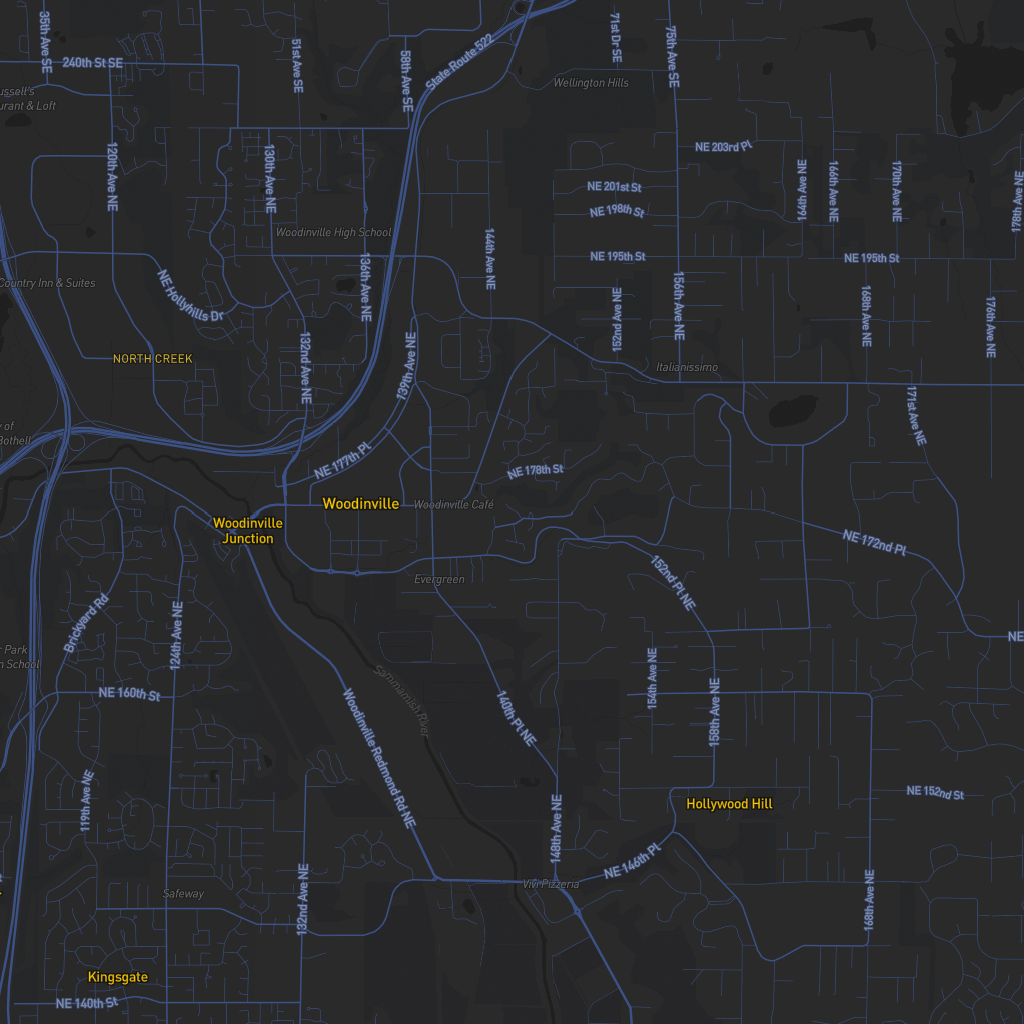 35th Ave SE
240th St SE
51st Ave SE
58th Ave SE
State Route 522
71st Dr SE
75th Ave SE
Wellington Hills
ussell's
urant & Loft
120th Ave NE
130th Ave NE
NE 203rd Pl
164th Ave NE
166th Ave NE
170th Ave NE
178th Ave NE
NE 201st St
NE 198th St
Woodinville High School
144th Ave NE
136th Ave NE
NE 195th St
NE 195th St
Country Inn & Suites
NE Hollyhills Dr
152nd Ave NE
156th Ave NE
168th Ave NE
176th Ave NE
NORTH CREEK
132nd Ave NE
139th Ave NE
Italianissimo
171st Ave NE
y of
Bothell
NE 177th Pl
NE 178th St
Woodinville
Woodinville Café
Woodinville
Junction
NE 172nd Pl
Evergreen
152nd Pl NE
Brickyard Rd
124th Ave NE
r Park
n School
NE
Sammamish River
154th Ave NE
158th Ave NE
NE 160th St
Woodinville Redmond Rd NE
140th Pl NE
119th Ave NE
NE 152nd St
Hollywood Hill
148th Ave NE
NE 146th Pl
Vivi Pizzeria
Safeway
132nd Ave NE
168th Ave NE
Kingsgate
NE 140th St